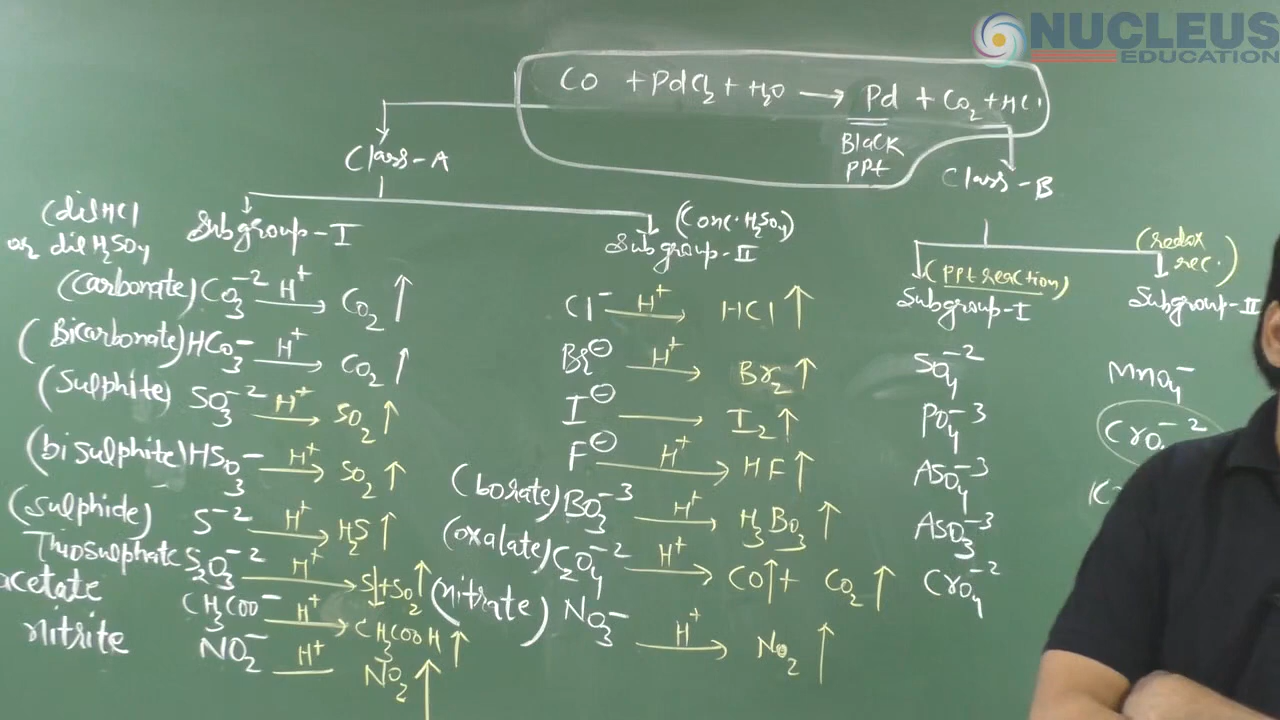 NUCLEUS
EDUCATION
CO + PdCl₂ + H₂O ⟶ Pd + CO₂ + HCl
Black
ppt
Class-A
Class-B
(dil HCl
or dil H₂SO₄
Subgroup-I
(Conc. H₂SO₄)
Subgroup-II
(ppt reaction)
Subgroup-I
(redox
rec.)
Subgroup-II
(Carbonate) CO₃⁻² H⁺ ⟶ CO₂ ↑
(Bicarbonate) HCO₃⁻ H⁺ ⟶ CO₂ ↑
(Sulphite) SO₃⁻² H⁺ ⟶ SO₂ ↑
(bisulphite) HSO₃⁻ H⁺ ⟶ SO₂ ↑
(Sulphide) S⁻² H⁺ ⟶ H₂S ↑
Thiosulphate S₂O₃⁻² H⁺ ⟶ S↓ + SO₂ ↑
acetate CH₃COO⁻ H⁺ ⟶ CH₃COOH ↑
nitrite NO₂⁻ H⁺ — NO₂ ↑
Cl⁻ H⁺ ⟶ HCl ↑
Br⊖ H⁺ ⟶ Br₂ ↑
I⊖ ⟶ I₂ ↑
F⊖ H⁺ ⟶ HF ↑
(borate) BO₃⁻³ H⁺ ⟶ H₃BO₃ ↑
(oxalate) C₂O₄⁻² H⁺ ⟶ CO↑ + CO₂ ↑
(nitrate) NO₃⁻ H⁺ ⟶ NO₂ ↑
SO₄⁻²
PO₄⁻³
AsO₄⁻³
AsO₃⁻³
CrO₄⁻²
MnO₄⁻
CrO₄⁻²